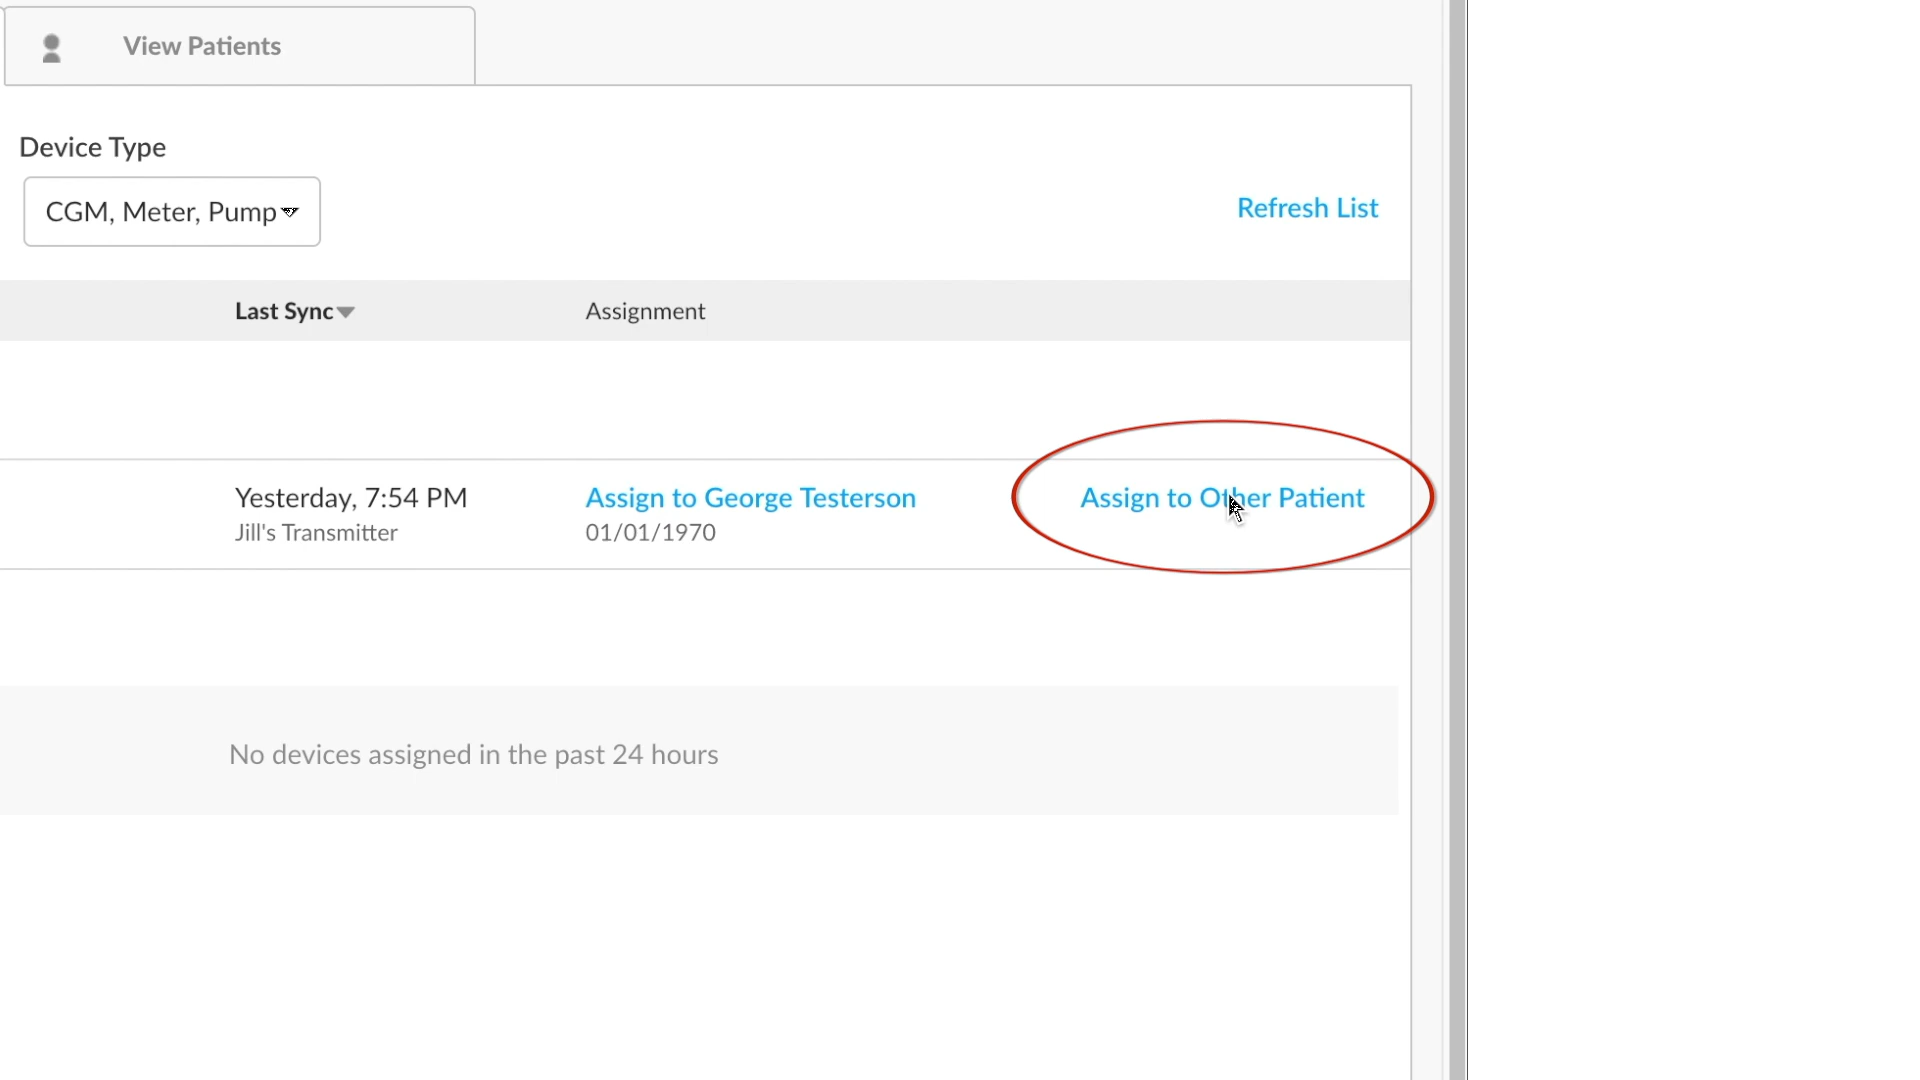 View Patients
Device Type
CGM, Meter, Pump
Refresh List
Last Sync
Assignment
Yesterday, 7:54 PM
Assign to George Testerson
Assign to Other Patient
Jill's Transmitter
01/01/1970
No devices assigned in the past 24 hours